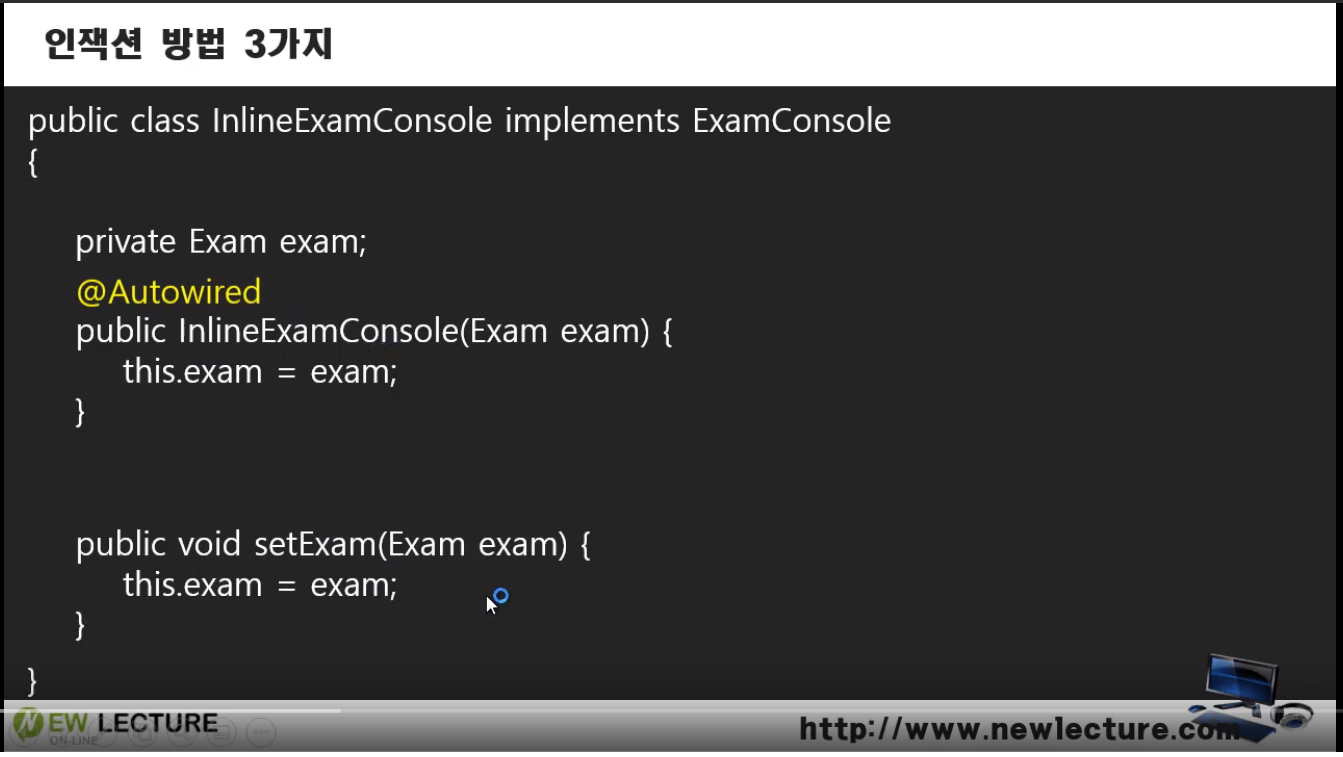 인잭션 방법 3가지
public class InlineExamConsole implements ExamConsole
{
private Exam exam;
@Autowired
public InlineExamConsole(Exam exam) {
this.exam = exam;
}
public void setExam(Exam exam) {
this.exam = exam;
}
}
NEW LECTURE
ON-LINE
http://www.newlecture.com